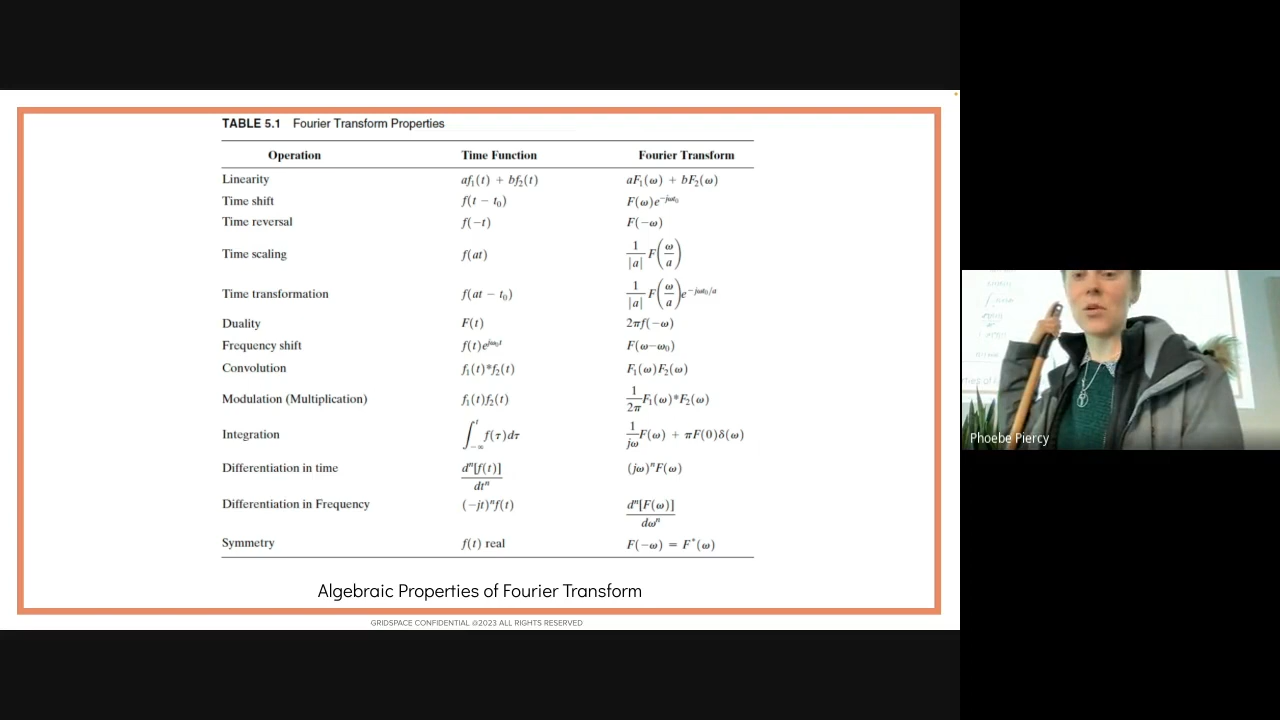 TABLE 5.1 Fourier Transform Properties
Operation Time Function Fourier Transform
Linearity af₁(t) + bf₂(t) aF₁(ω) + bF₂(ω)
Time shift f(t − t₀) F(ω)e^−jωt₀
Time reversal f(−t) F(−ω)
Time scaling f(at) 1/|a| F(ω/a)
Time transformation f(at − t₀) 1/|a| F(ω/a)e^−jωt₀/a
Duality F(t) 2πf(−ω)
Frequency shift f(t)e^jω₀t F(ω−ω₀)
Convolution f₁(t)*f₂(t) F₁(ω)F₂(ω)
Modulation (Multiplication) f₁(t)f₂(t) 1/2π F₁(ω)*F₂(ω)
Integration ∫_−∞^t f(τ)dτ 1/jω F(ω) + πF(0)δ(ω)
Differentiation in time dⁿ[f(t)]/dtⁿ (jω)ⁿF(ω)
Differentiation in Frequency (−jt)ⁿf(t) dⁿ[F(ω)]/dωⁿ
Symmetry f(t) real F(−ω) = F*(ω)
Algebraic Properties of Fourier Transform
GRIDSPACE CONFIDENTIAL @2023 ALL RIGHTS RESERVED
Phoebe Piercy